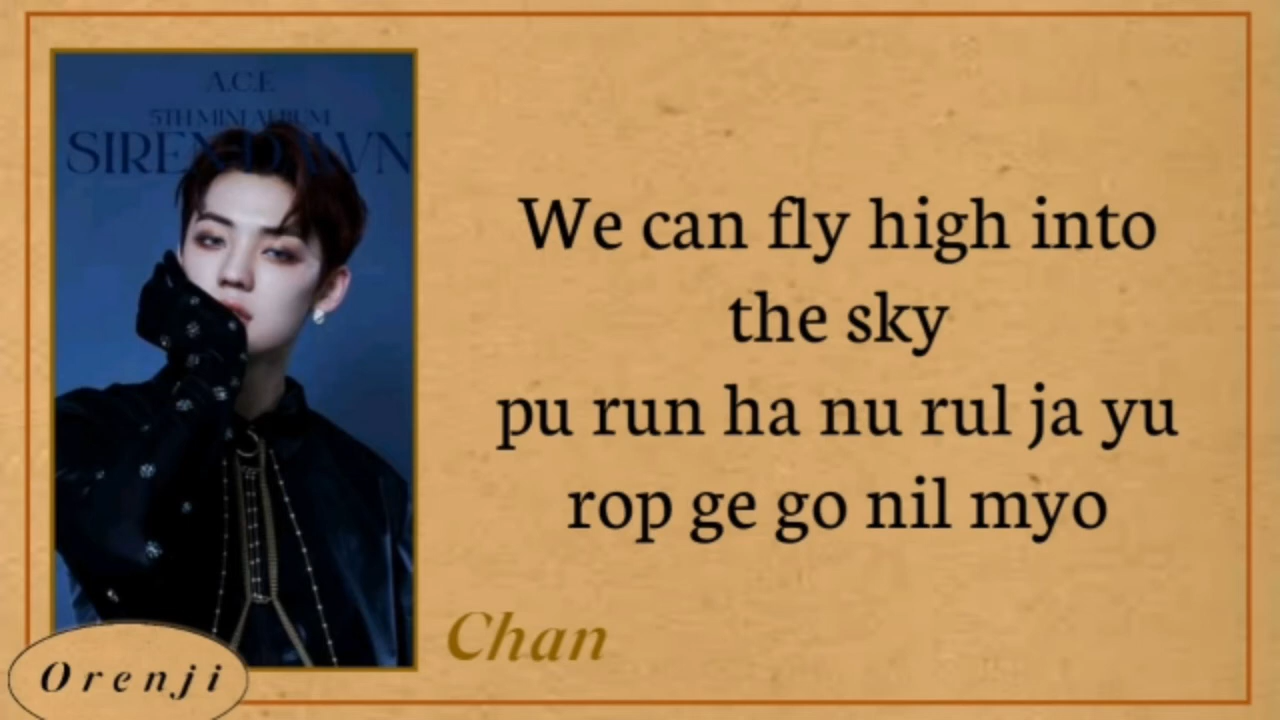 A.C.E
5TH MINI ALBUM
SIREN:DAWN
We can fly high into
the sky
pu run ha nu rul ja yu
rop ge go nil myo
Chan
Orenji